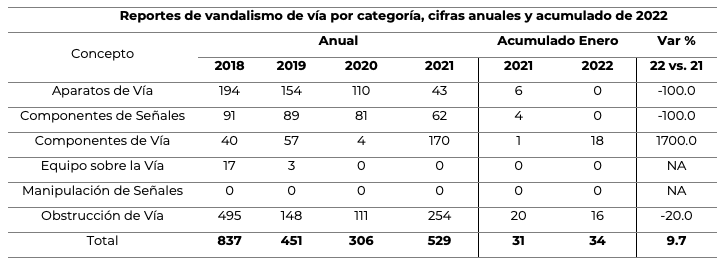 Reportes de vandalismo de vía por categoría, cifras anuales y acumulado de 2022
Concepto Anual Acumulado Enero Var %
2018 2019 2020 2021 2021 2022 22 vs. 21
Aparatos de Vía 194 154 110 43 6 0 -100.0
Componentes de Señales 91 89 81 62 4 0 -100.0
Componentes de Vía 40 57 4 170 1 18 1700.0
Equipo sobre la Vía 17 3 0 0 0 0 NA
Manipulación de Señales 0 0 0 0 0 0 NA
Obstrucción de Vía 495 148 111 254 20 16 -20.0
Total 837 451 306 529 31 34 9.7